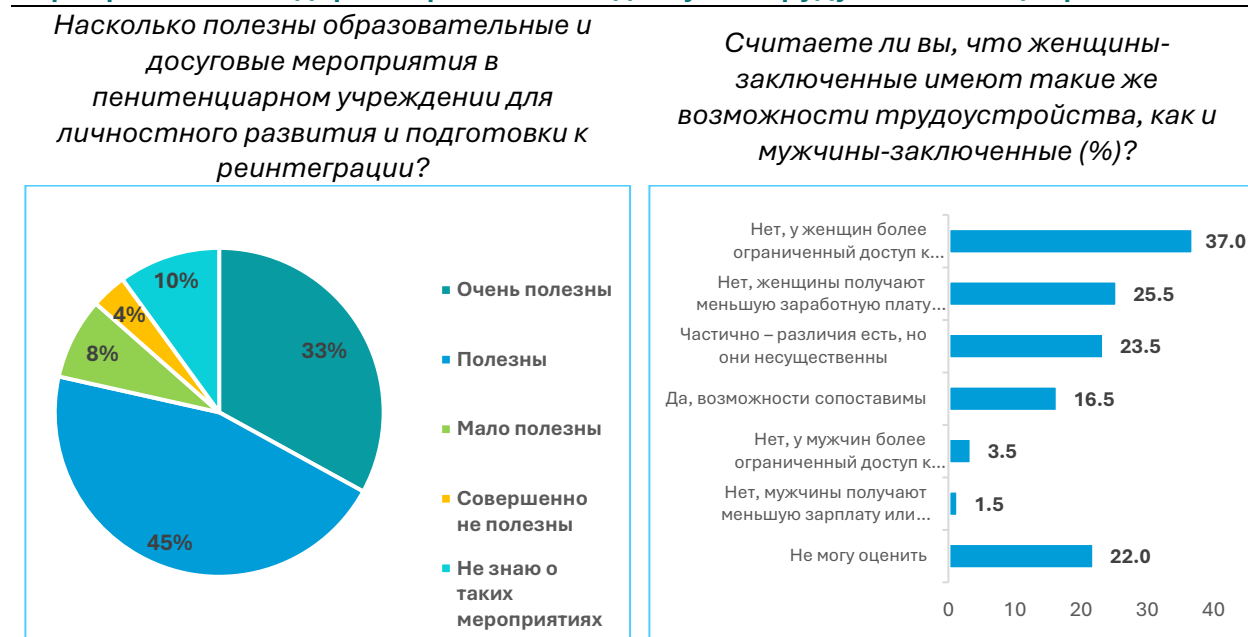 Насколько полезны образовательные и
досуговые мероприятия в
пенитенциарном учреждении для
личностного развития и подготовки к
реинтеграции?
33%
45%
8%
4%
10%
Очень полезны
Полезны
Мало полезны
Совершенно
не полезны
Не знаю о
таких
мероприятиях
Считаете ли вы, что женщины-
заключенные имеют такие же
возможности трудоустройства, как и
мужчины-заключенные (%)?
Нет, у женщин более
ограниченный доступ к...
37.0
Нет, женщины получают
меньшую заработную плату...
25.5
Частично – различия есть, но
они несущественны
23.5
Да, возможности сопоставимы
16.5
Нет, у мужчин более
ограниченный доступ к...
3.5
Нет, мужчины получают
меньшую зарплату или...
1.5
Не могу оценить
22.0
0 10 20 30 40